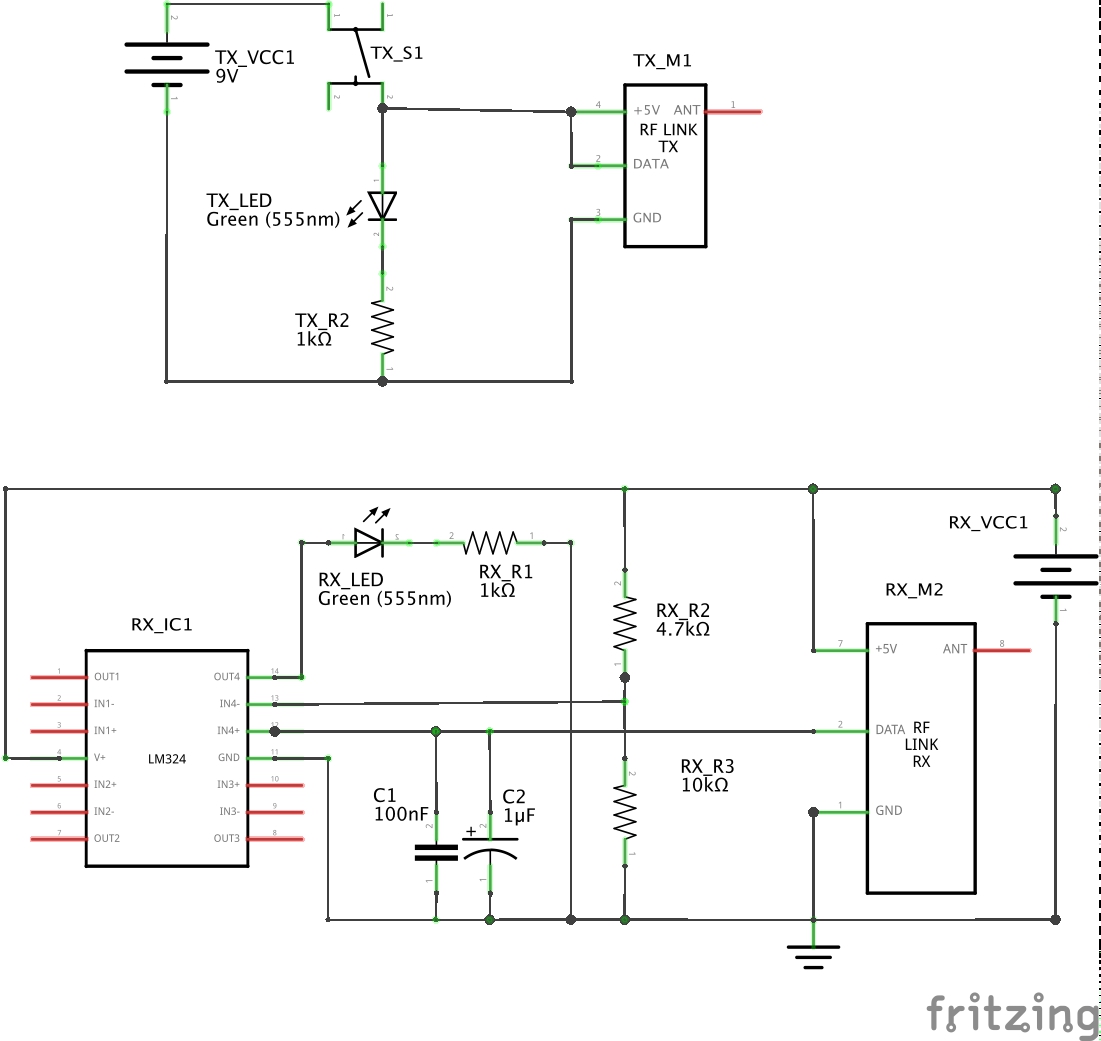 TX_VCC1
9V
TX_S1
TX_M1
+5V ANT
RF LINK
TX
DATA
GND
4
1
2
3
2
1
1
1
2
2
TX_LED
Green (555nm)
1
2
TX_R2
1kΩ
2
1
RX_LED
Green (555nm)
1
2
2
1
RX_R1
1kΩ
RX_R2
4.7kΩ
2
1
RX_VCC1
2
1
RX_M2
7
+5V
ANT
8
2
DATA
RF
LINK
RX
1
GND
RX_IC1
1
OUT1
OUT4
14
2
IN1-
IN4-
13
3
IN1+
IN4+
12
4
V+
LM324
GND
11
5
IN2+
IN3+
10
6
IN2-
IN3-
9
7
OUT2
OUT3
8
C1
100nF
2
1
C2
1µF
+
2
1
RX_R3
10kΩ
2
1
fritzing